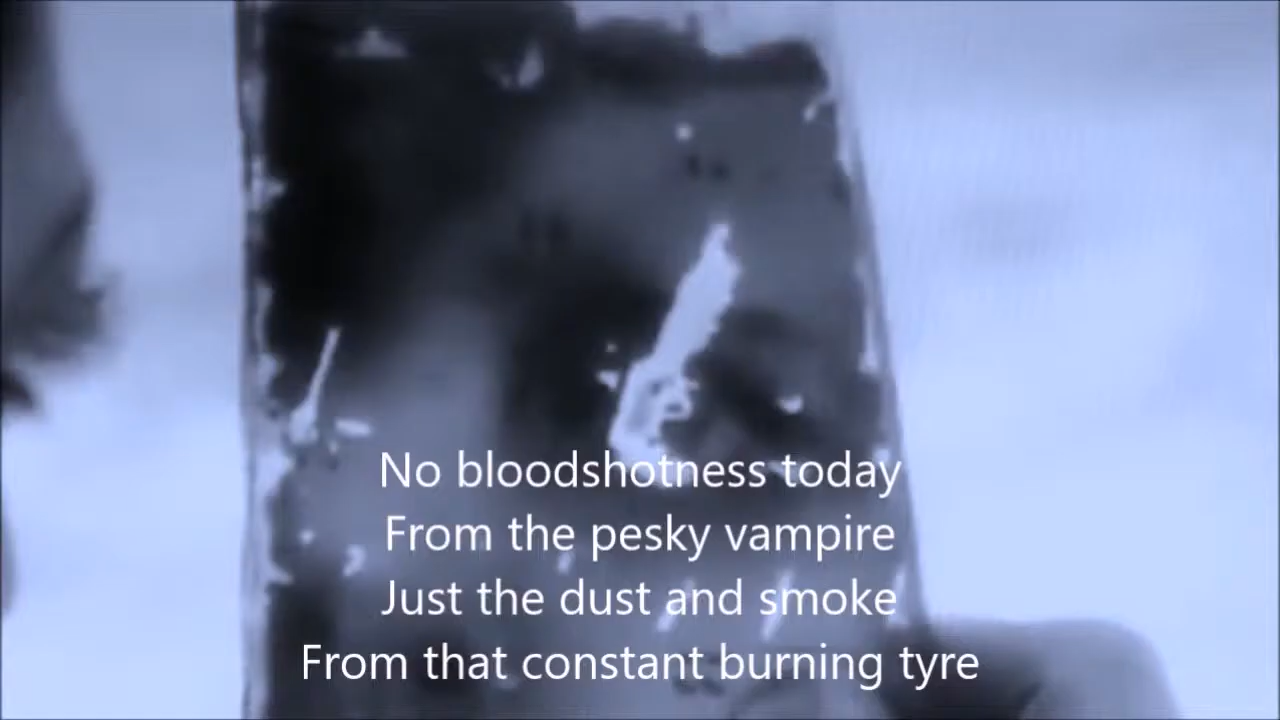 No bloodshotness today
From the pesky vampire
Just the dust and smoke
From that constant burning tyre